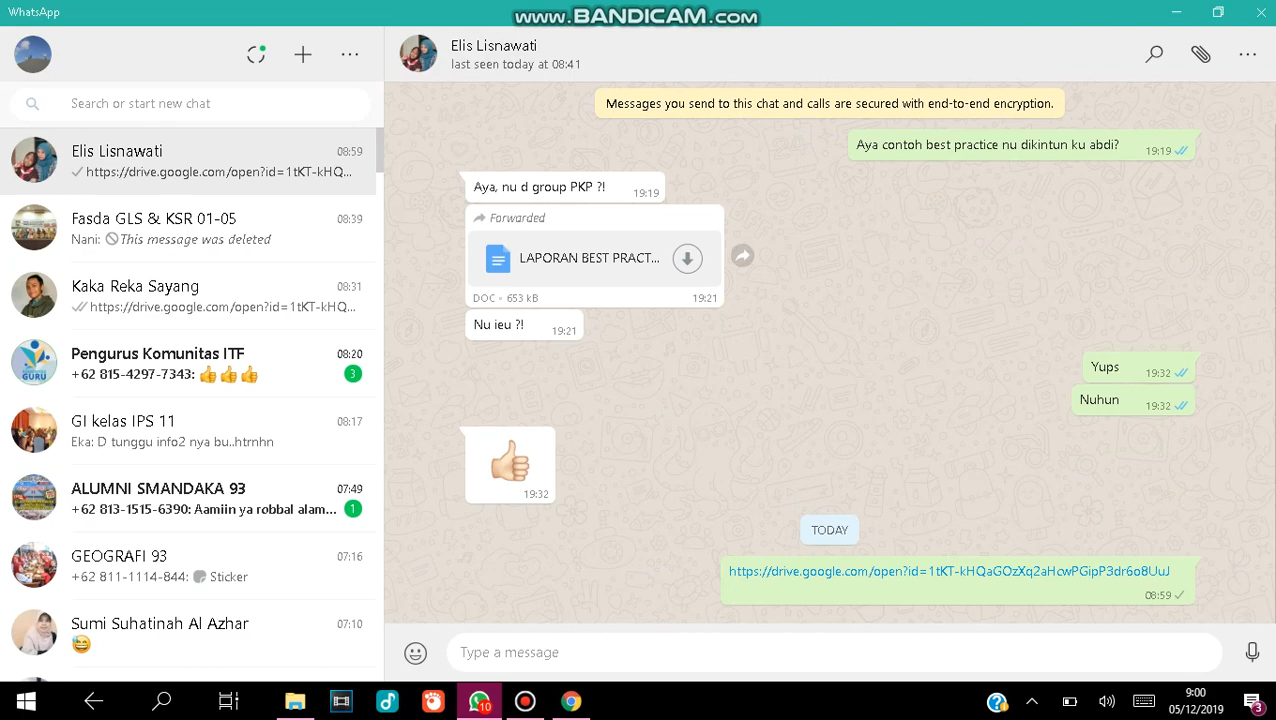 WhatsApp
www.BANDICAM.com
Search or start new chat
Elis Lisnawati 08:59
https://drive.google.com/open?id=1tKT-kHQ...
Fasda GLS & KSR 01-05 08:39
Nani: This message was deleted
Kaka Reka Sayang 08:31
https://drive.google.com/open?id=1tKT-kHQ...
Pengurus Komunitas ITF 08:20
+62 815-4297-7343: 👍👍👍 3
GI kelas IPS 11 08:17
Eka: D tunggu info2 nya bu..htrnhn
ALUMNI SMANDAKA 93 07:49
+62 813-1515-6390: Aamiin ya robbal alam... 1
GEOGRAFI 93 07:16
+62 811-1114-844: Sticker
Sumi Suhatinah Al Azhar 07:10
😅
Elis Lisnawati
last seen today at 08:41
Messages you send to this chat and calls are secured with end-to-end encryption.
Aya contoh best practice nu dikintun ku abdi? 19:19
Aya, nu d group PKP ?! 19:19
Forwarded
LAPORAN BEST PRACT...
DOC • 653 kB 19:21
Nu ieu ?! 19:21
Yups 19:32
Nuhun 19:32
👍🏻
19:32
TODAY
https://drive.google.com/open?id=1tKT-kHQaGOzXq2aHcwPGipP3dr6o8UuJ
08:59
Type a message
10
9:00
05/12/2019
3